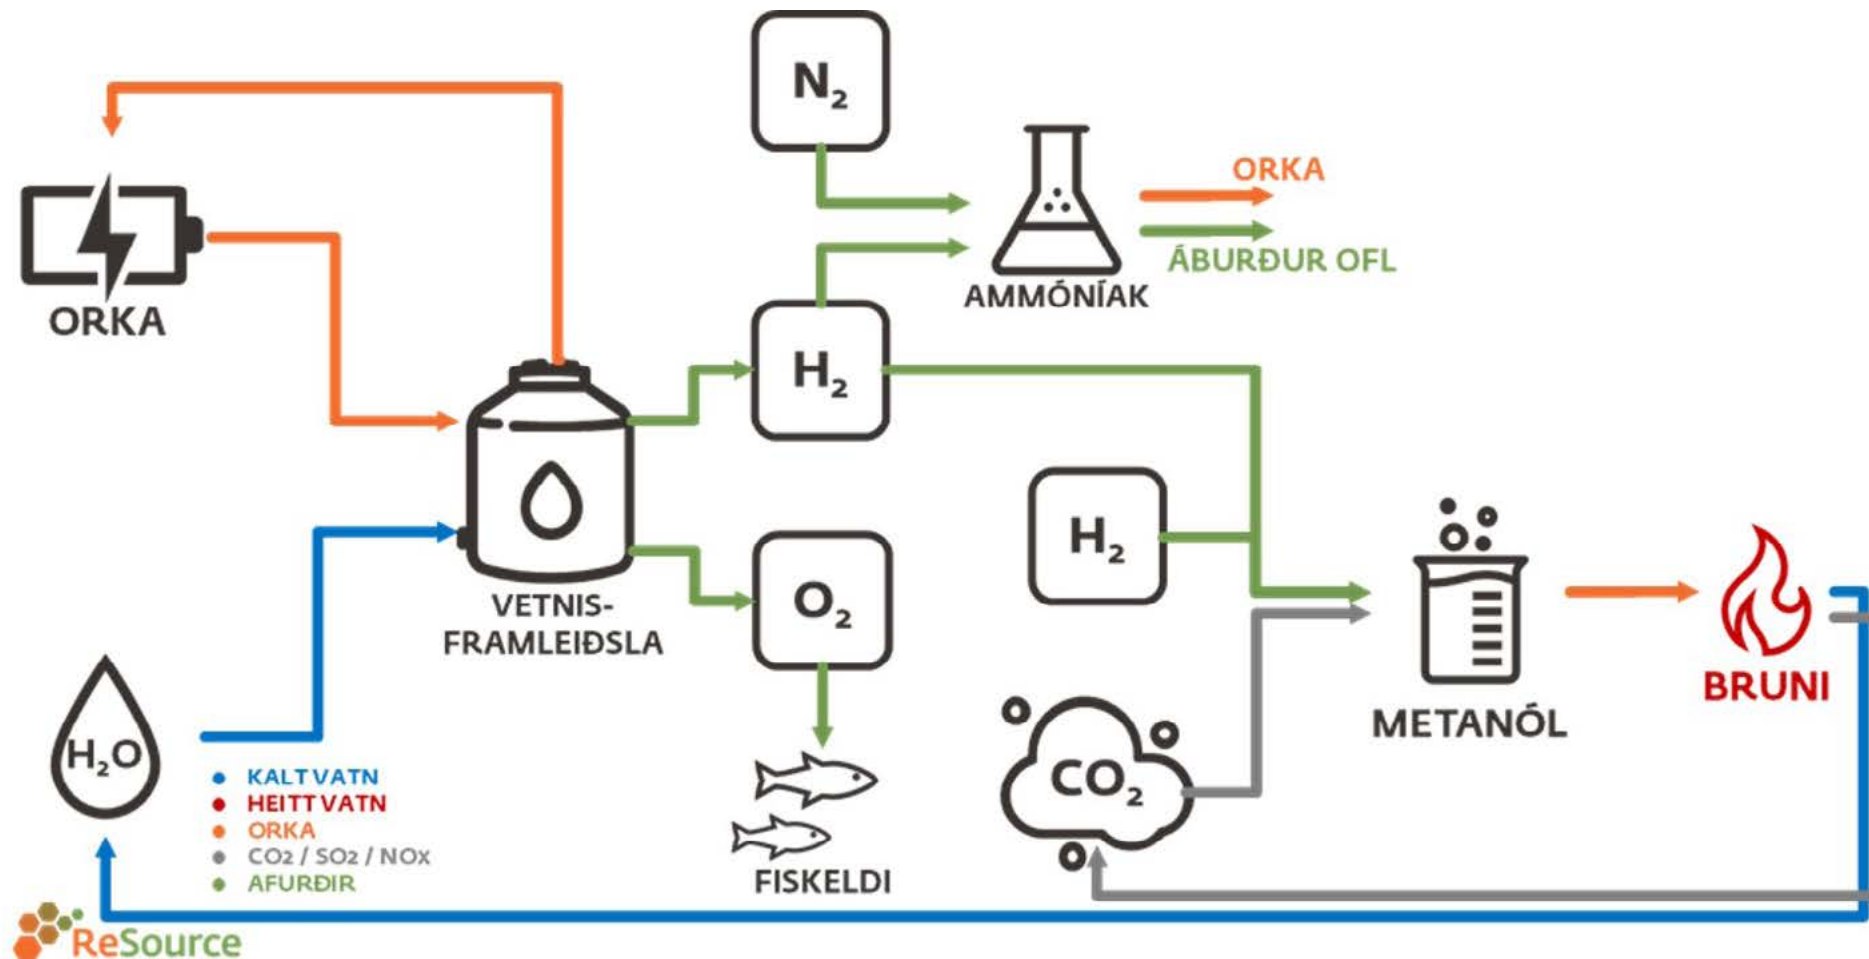 N₂
ORKA
ÁBURÐUR OFL
AMMÓNÍAK
ORKA
H₂
H₂
O₂
VETNIS-
FRAMLEIÐSLA
BRUNI
METANÓL
H₂O
CO₂
KALT VATN
HEITT VATN
ORKA
CO2 / SO2 / NOx
AFURÐIR
FISKELDI
ReSource